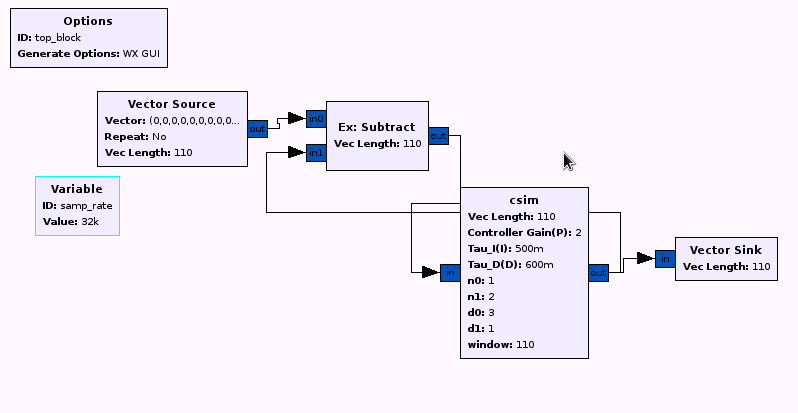 Options
ID: top_block
Generate Options: WX GUI
Vector Source
Vector: (0,0,0,0,0,0,0,0,0...
Repeat: No
Vec Length: 110
out
in0
in1
Ex: Subtract
Vec Length: 110
out
Variable
ID: samp_rate
Value: 32k
csim
Vec Length: 110
Controller Gain(P): 2
Tau_I(I): 500m
Tau_D(D): 600m
n0: 1
n1: 2
d0: 3
d1: 1
window: 110
in
out
in
Vector Sink
Vec Length: 110